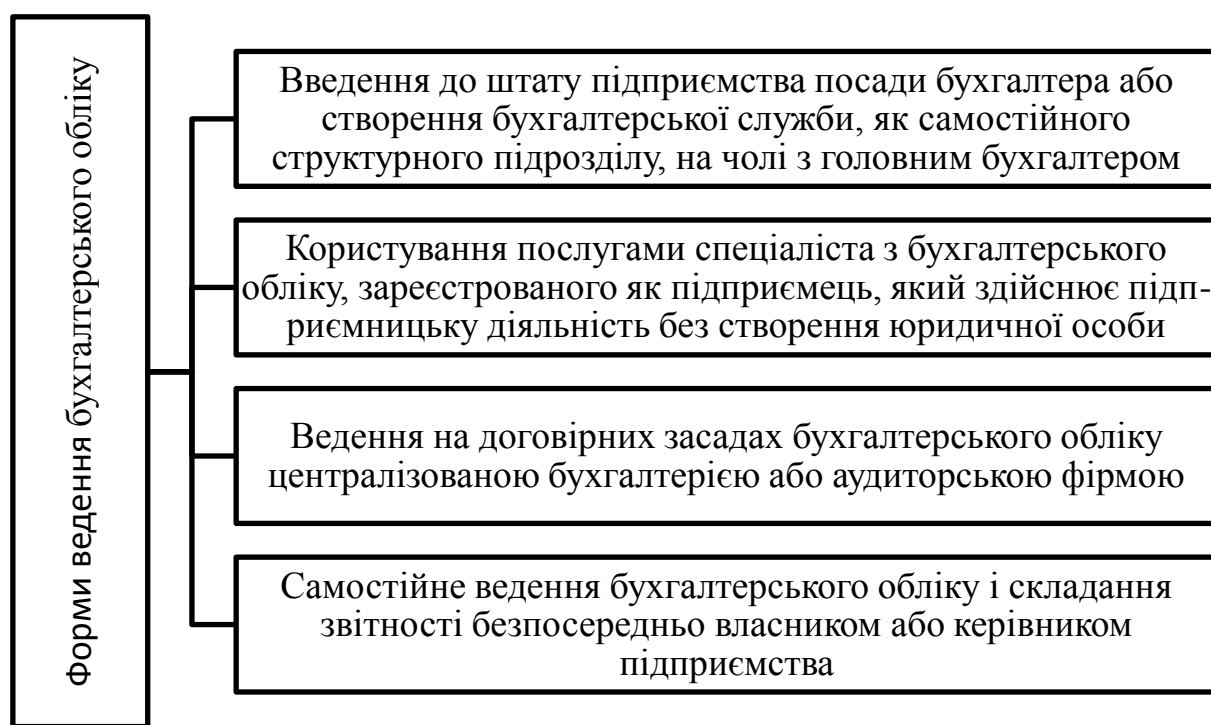 Форми ведення бухгалтерського обліку
Введення до штату підприємства посади бухгалтера або
створення бухгалтерської служби, як самостійного
структурного підрозділу, на чолі з головним бухгалтером
Користування послугами спеціаліста з бухгалтерського
обліку, зареєстрованого як підприємець, який здійснює підп-
риємницьку діяльність без створення юридичної особи
Ведення на договірних засадах бухгалтерського обліку
централізованою бухгалтерією або аудиторською фірмою
Самостійне ведення бухгалтерського обліку і складання
звітності безпосередньо власником або керівником
підприємства